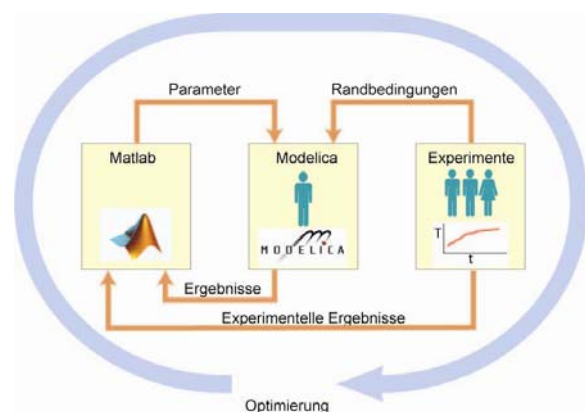 Parameter
Randbedingungen
Matlab
Modelica
Experimente
MODELICA
T
t
Ergebnisse
Experimentelle Ergebnisse
Optimierung